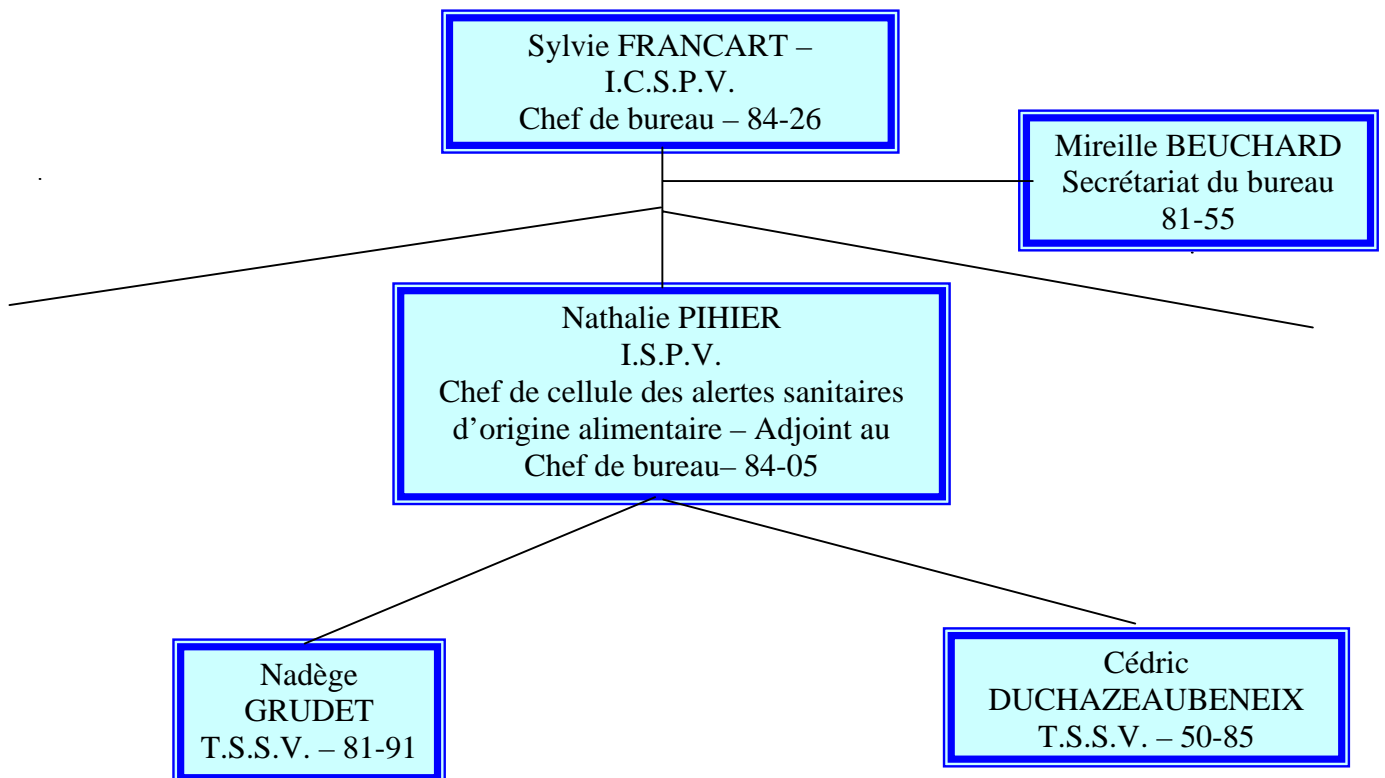 Sylvie FRANCART –
I.C.S.P.V.
Chef de bureau – 84-26
Mireille BEUCHARD
Secrétariat du bureau
81-55
Nathalie PIHIER
I.S.P.V.
Chef de cellule des alertes sanitaires
d’origine alimentaire – Adjoint au
Chef de bureau– 84-05
Nadège
GRUDET
T.S.S.V. – 81-91
Cédric
DUCHAZEAUBENEIX
T.S.S.V. – 50-85